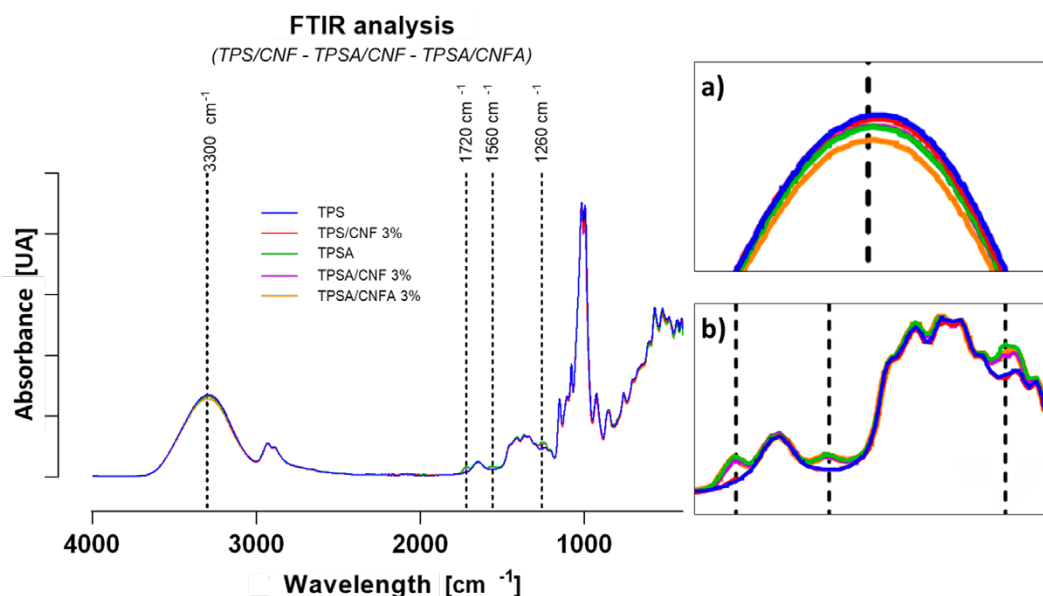 FTIR analysis
(TPS/CNF - TPSA/CNF - TPSA/CNFA)
3300 cm -1
1720 cm -1
1560 cm -1
1260 cm -1
TPS
TPS/CNF 3%
TPSA
TPSA/CNF 3%
TPSA/CNFA 3%
Absorbance [UA]
4000
3000
2000
1000
Wavelength [cm -1]
a)
b)